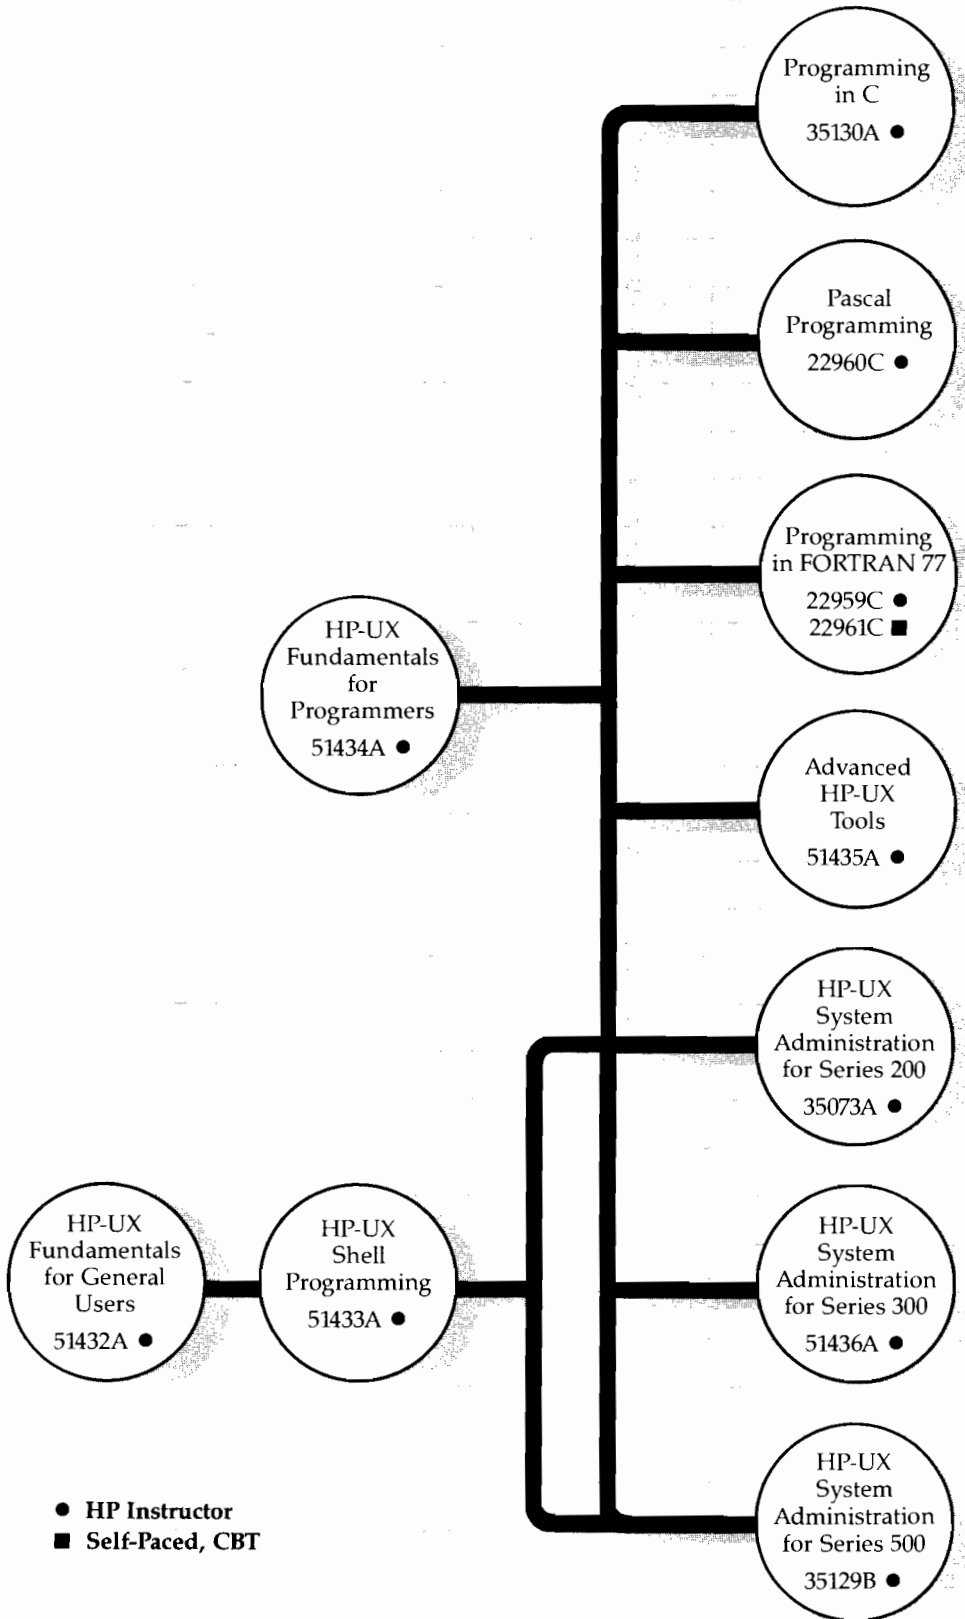 Programming
in C
35130A ●
Pascal
Programming
22960C ●
Programming
in FORTRAN 77
22959C ●
22961C ■
HP-UX
Fundamentals
for
Programmers
51434A ●
Advanced
HP-UX
Tools
51435A ●
HP-UX
System
Administration
for Series 200
35073A ●
HP-UX
Fundamentals
for General
Users
51432A ●
HP-UX
Shell
Programming
51433A ●
HP-UX
System
Administration
for Series 300
51436A ●
HP-UX
System
Administration
for Series 500
35129B ●
● HP Instructor
■ Self-Paced, CBT